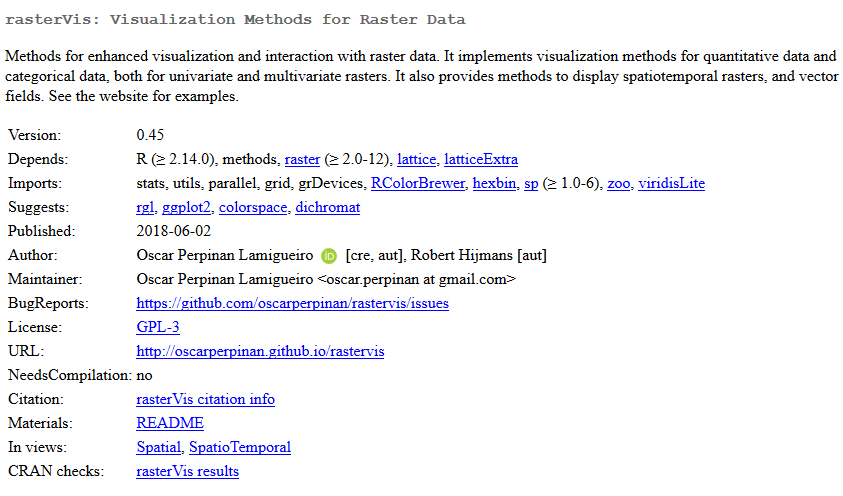 rasterVis: Visualization Methods for Raster Data
Methods for enhanced visualization and interaction with raster data. It implements visualization methods for quantitative data and
categorical data, both for univariate and multivariate rasters. It also provides methods to display spatiotemporal rasters, and vector
fields. See the website for examples.
Version: 0.45
Depends: R (≥ 2.14.0), methods, raster (≥ 2.0-12), lattice, latticeExtra
Imports: stats, utils, parallel, grid, grDevices, RColorBrewer, hexbin, sp (≥ 1.0-6), zoo, viridisLite
Suggests: rgl, ggplot2, colorspace, dichromat
Published: 2018-06-02
Author: Oscar Perpinan Lamigueiro iD [cre, aut], Robert Hijmans [aut]
Maintainer: Oscar Perpinan Lamigueiro <oscar.perpinan at gmail.com>
BugReports: https://github.com/oscarperpinan/rastervis/issues
License: GPL-3
URL: http://oscarperpinan.github.io/rastervis
NeedsCompilation: no
Citation: rasterVis citation info
Materials: README
In views: Spatial, SpatioTemporal
CRAN checks: rasterVis results